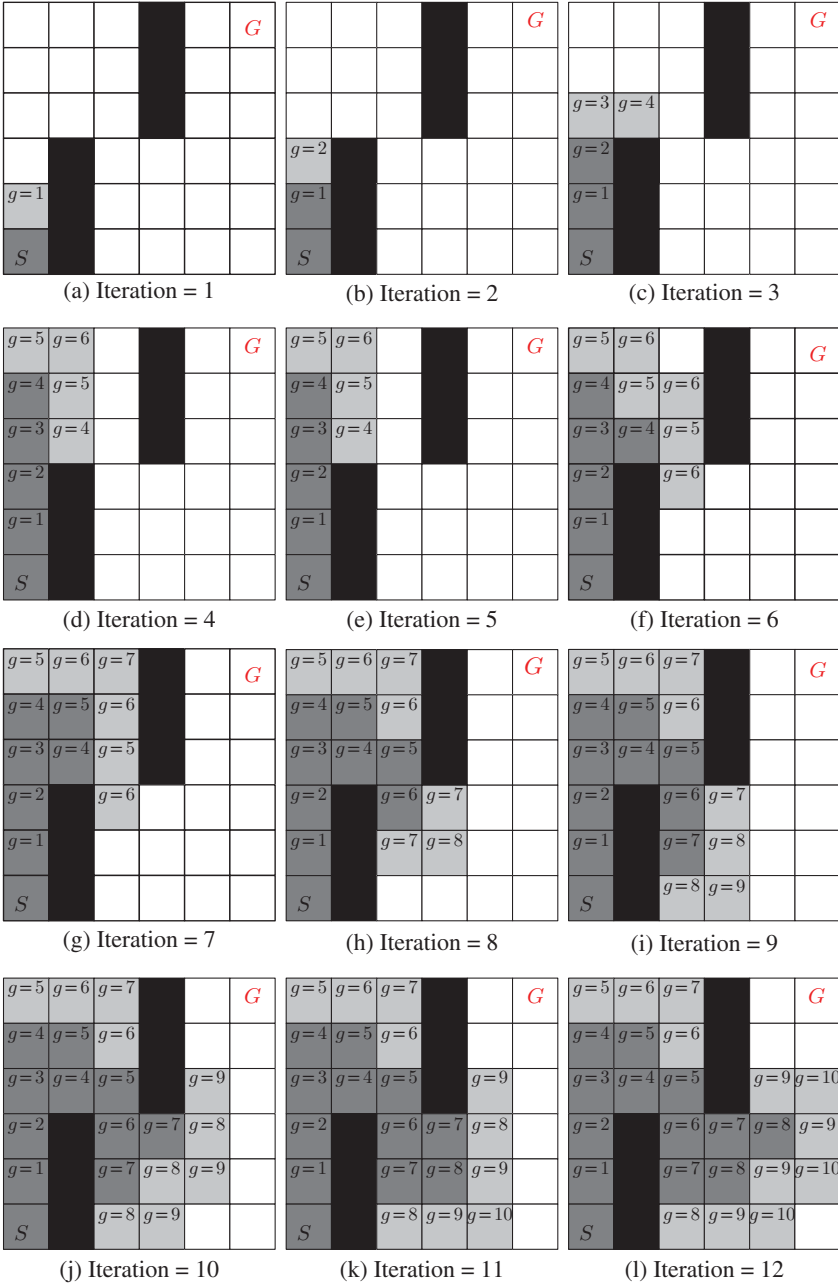 G G G
g=3 g=4
g=2 g=2
g=1 g=1 g=1
S S S
(a) Iteration = 1 (b) Iteration = 2 (c) Iteration = 3
g=5 g=6 G g=5 g=6 G g=5 g=6 G
g=4 g=5 g=4 g=5 g=4 g=5 g=6
g=3 g=4 g=3 g=4 g=3 g=4 g=5
g=2 g=2 g=2 g=6
g=1 g=1 g=1
S S S
(d) Iteration = 4 (e) Iteration = 5 (f) Iteration = 6
g=5 g=6 g=7 G g=5 g=6 g=7 G g=5 g=6 g=7 G
g=4 g=5 g=6 g=4 g=5 g=6 g=4 g=5 g=6
g=3 g=4 g=5 g=3 g=4 g=5 g=3 g=4 g=5
g=2 g=6 g=2 g=6 g=7 g=2 g=6 g=7
g=1 g=1 g=7 g=8 g=1 g=7 g=8
S S S g=8 g=9
(g) Iteration = 7 (h) Iteration = 8 (i) Iteration = 9
g=5 g=6 g=7 G g=5 g=6 g=7 G g=5 g=6 g=7 G
g=4 g=5 g=6 g=4 g=5 g=6 g=4 g=5 g=6
g=3 g=4 g=5 g=9 g=3 g=4 g=5 g=9 g=3 g=4 g=5 g=9 g=10
g=2 g=6 g=7 g=8 g=2 g=6 g=7 g=8 g=2 g=6 g=7 g=8 g=9
g=1 g=7 g=8 g=9 g=1 g=7 g=8 g=9 g=1 g=7 g=8 g=9 g=10
S g=8 g=9 S g=8 g=9 g=10 S g=8 g=9 g=10
(j) Iteration = 10 (k) Iteration = 11 (l) Iteration = 12